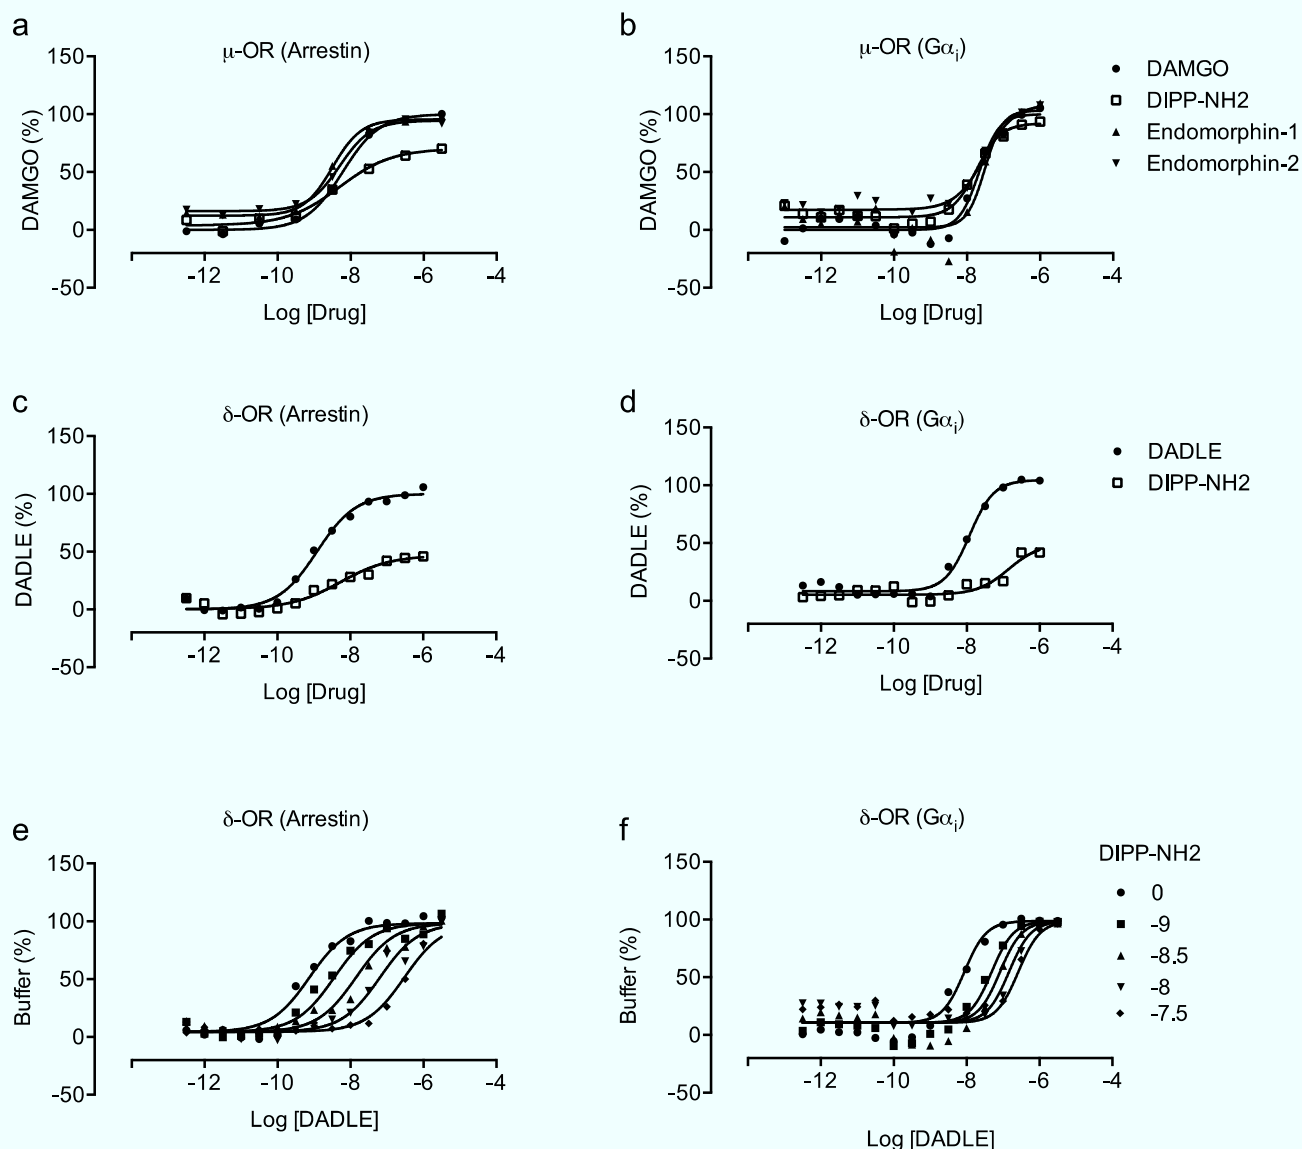 a
μ-OR (Arrestin)
150
100
50
0
-50
DAMGO (%)
-12
-10
-8
-6
-4
Log [Drug]
b
μ-OR (Gαi)
150
100
50
0
-50
DAMGO (%)
-12
-10
-8
-6
-4
Log [Drug]
DAMGO
DIPP-NH2
Endomorphin-1
Endomorphin-2
c
δ-OR (Arrestin)
150
100
50
0
-50
DADLE (%)
-12
-10
-8
-6
-4
Log [Drug]
d
δ-OR (Gαi)
150
100
50
0
-50
DADLE (%)
-12
-10
-8
-6
-4
Log [Drug]
DADLE
DIPP-NH2
e
δ-OR (Arrestin)
150
100
50
0
-50
Buffer (%)
-12
-10
-8
-6
-4
Log [DADLE]
f
δ-OR (Gαi)
150
100
50
0
-50
Buffer (%)
-12
-10
-8
-6
-4
Log [DADLE]
DIPP-NH2
0
-9
-8.5
-8
-7.5